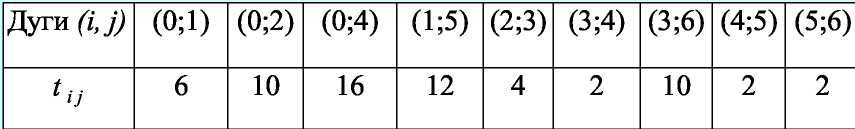 Дуги (i, j) (0;1) (0;2) (0;4) (1;5) (2;3) (3;4) (3;6) (4;5) (5;6)
t i j 6 10 16 12 4 2 10 2 2